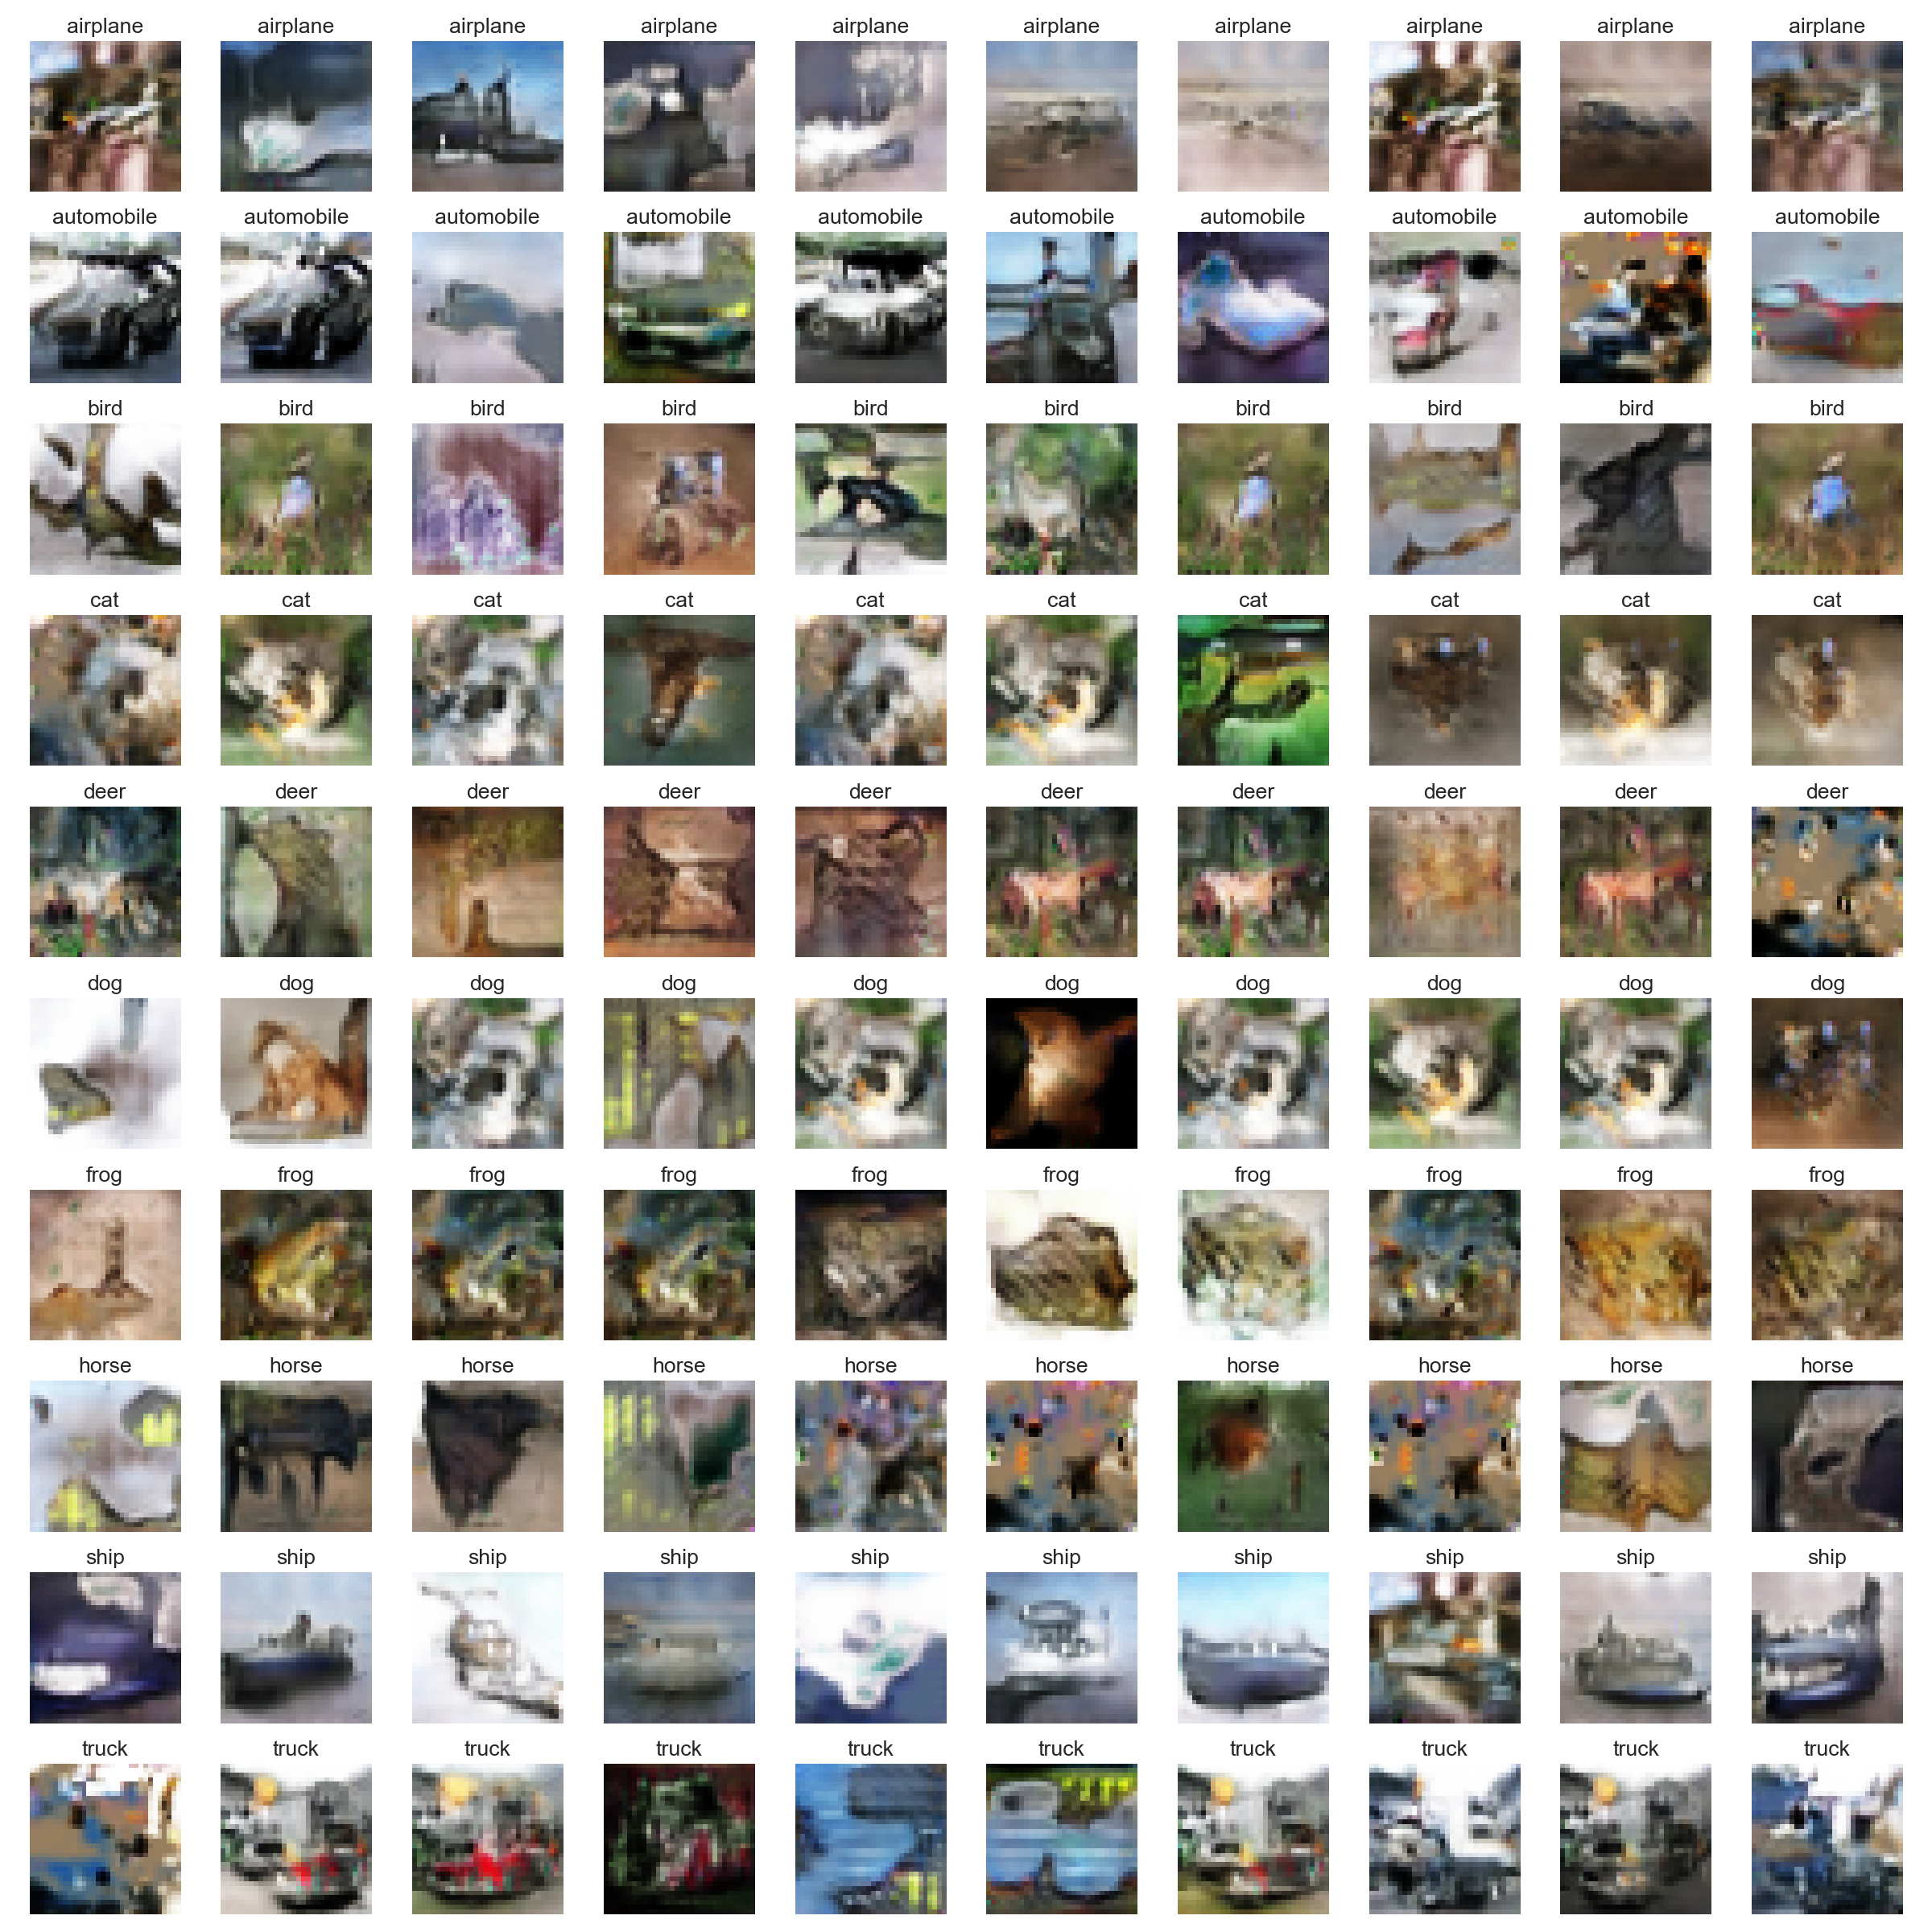 airplane airplane airplane airplane airplane airplane airplane airplane airplane airplane
automobile automobile automobile automobile automobile automobile automobile automobile automobile automobile
bird bird bird bird bird bird bird bird bird bird
cat cat cat cat cat cat cat cat cat cat
deer deer deer deer deer deer deer deer deer deer
dog dog dog dog dog dog dog dog dog dog
frog frog frog frog frog frog frog frog frog frog
horse horse horse horse horse horse horse horse horse horse
ship ship ship ship ship ship ship ship ship ship
truck truck truck truck truck truck truck truck truck truck